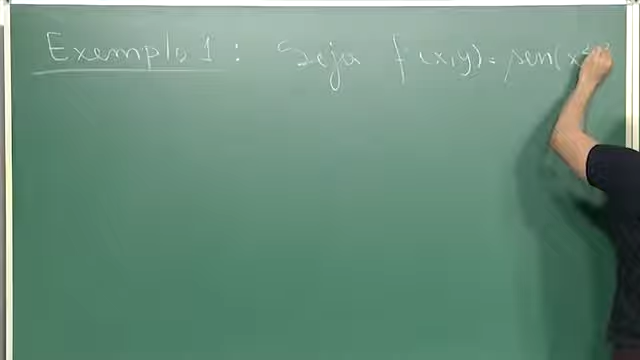 Exemplo 1 : Seja f(x,y) = sen(x